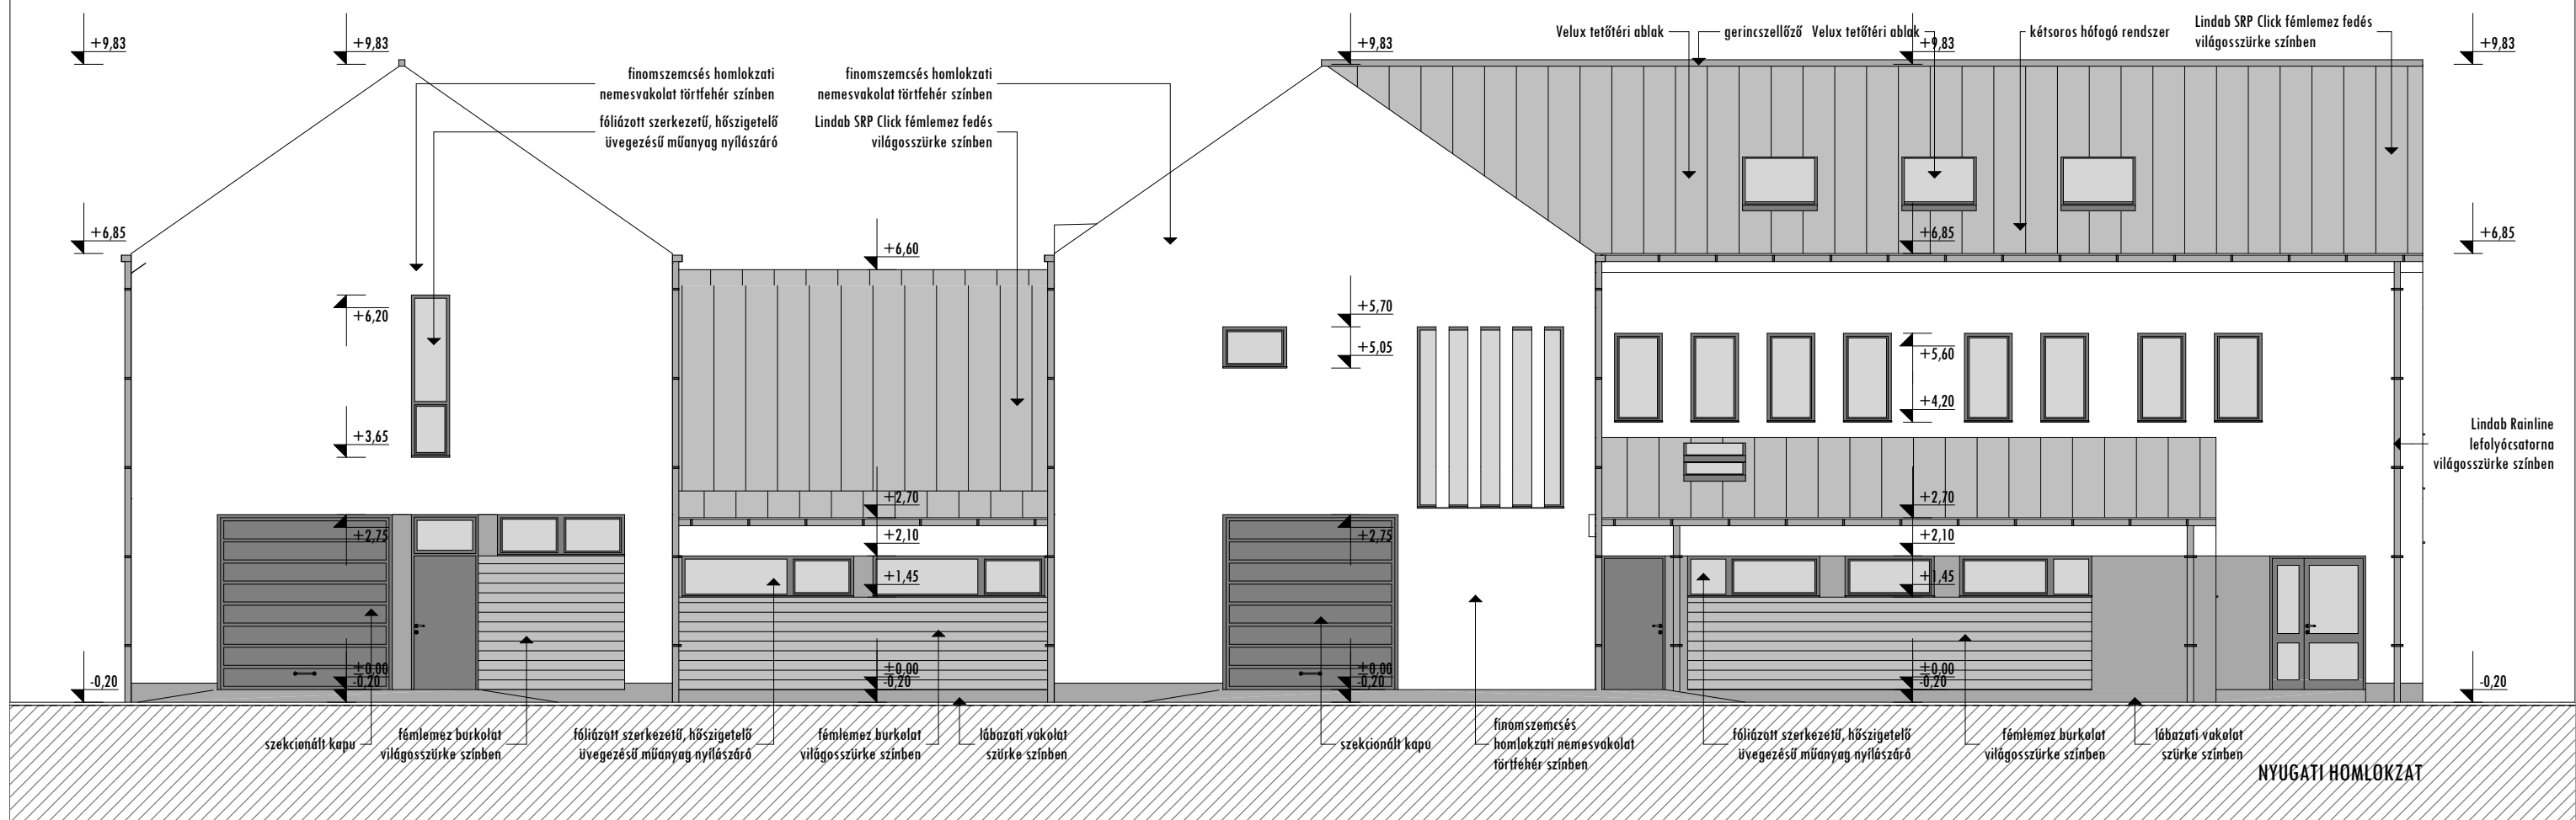 +9,83
+9,83
+9,83
Velux tetőtéri ablak
gerincszellőző
Velux tetőtéri ablak
+9,83
kétsoros hófogó rendszer
Lindab SRP Click fémlemez fedés
világosszürke színben
+9,83
finomszemcsés homlokzati
nemesvakolat törtfehér színben
finomszemcsés homlokzati
nemesvakolat törtfehér színben
fóliázott szerkezetű, hőszigetelő
üvegezésű műanyag nyílászáró
Lindab SRP Click fémlemez fedés
világosszürke színben
+6,85
+6,60
+6,85
+6,85
+6,20
+5,70
+5,05
+5,60
+4,20
+3,65
Lindab Rainline
lefolyócsatorna
világosszürke színben
+2,70
+2,70
+2,75
+2,10
+2,75
+2,10
+1,45
+1,45
±0,00
-0,20
±0,00
-0,20
±0,00
-0,20
±0,00
-0,20
-0,20
-0,20
szekcionált kapu
fémlemez burkolat
világosszürke színben
fóliázott szerkezetű, hőszigetelő
üvegezésű műanyag nyílászáró
fémlemez burkolat
világosszürke színben
lábazati vakolat
szürke színben
szekcionált kapu
finomszemcsés
homlokzati nemesvakolat
törtfehér színben
fóliázott szerkezetű, hőszigetelő
üvegezésű műanyag nyílászáró
fémlemez burkolat
világosszürke színben
lábazati vakolat
szürke színben
NYUGATI HOMLOKZAT